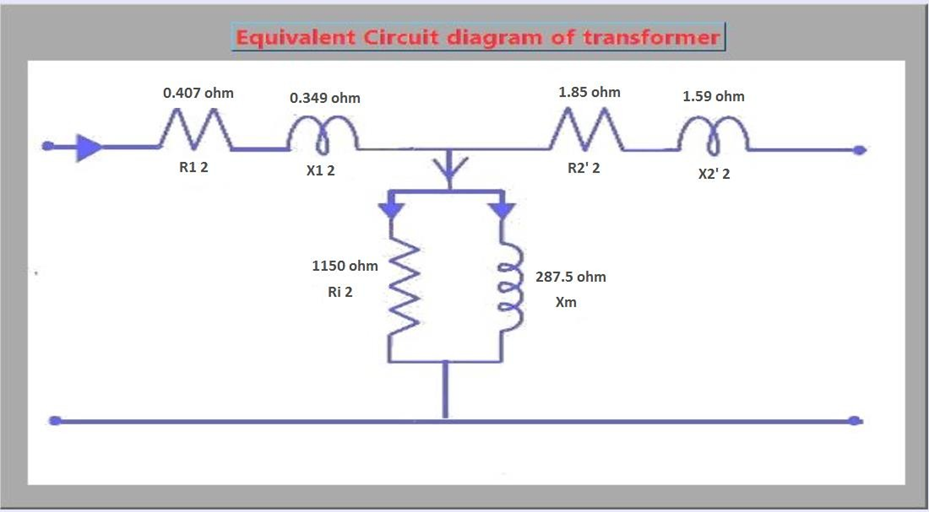 Equivalent Circuit diagram of transformer
0.407 ohm
0.349 ohm
1.85 ohm
1.59 ohm
R1 2
X1 2
R2' 2
X2' 2
1150 ohm
Ri 2
287.5 ohm
Xm